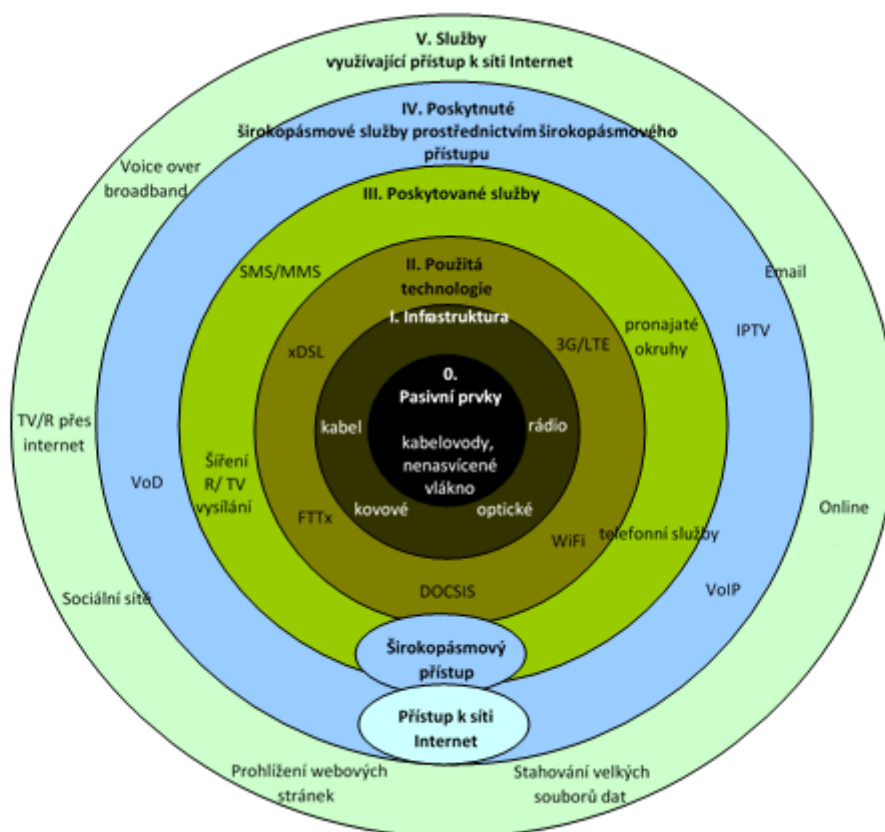 V. Služby
využívající přístup k síti Internet
IV. Poskytnuté
širokopásmové služby prostřednictvím širokopásmového
přístupu
Voice over
broadband
III. Poskytované služby
SMS/MMS
II. Použitá
technologie
Email
I. Infrastruktura
pronajaté
okruhy
IPTV
xDSL
3G/LTE
0.
Pasivní prvky
kabelovody,
nenasvícené
vlákno
kabel
rádio
TV/R přes
internet
VoD
Šíření
R/ TV
vysílání
kovové
optické
Online
FTTx
WiFi
telefonní služby
DOCSIS
VoIP
Sociální sítě
Širokopásmový
přístup
Přístup k síti
Internet
Prohlížení webových
stránek
Stahování velkých
souborů dat